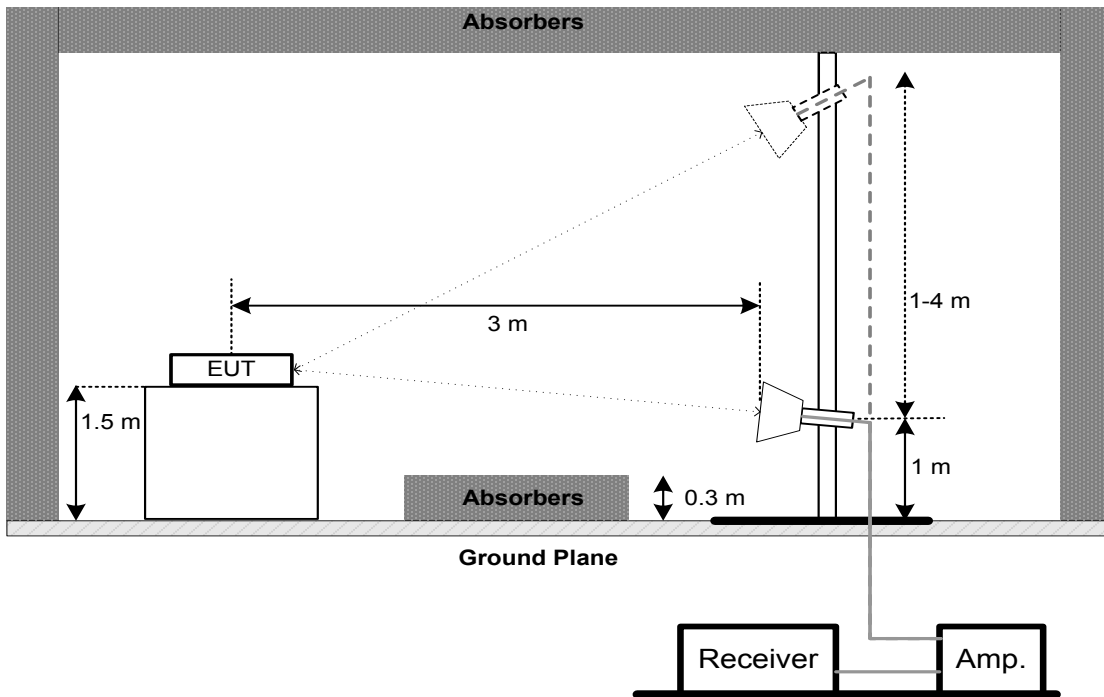 Absorbers
1-4 m
3 m
EUT
1.5 m
1 m
Absorbers
0.3 m
Ground Plane
Receiver
Amp.